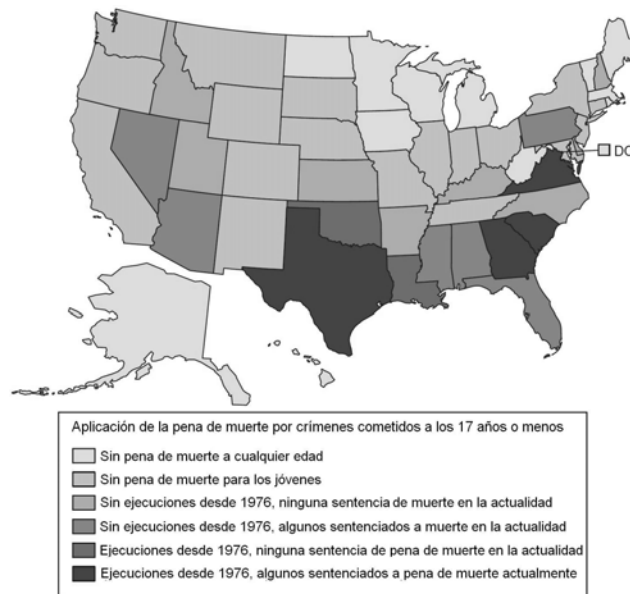 DC
Aplicación de la pena de muerte por crímenes cometidos a los 17 años o menos
Sin pena de muerte a cualquier edad
Sin pena de muerte para los jóvenes
Sin ejecuciones desde 1976, ninguna sentencia de muerte en la actualidad
Sin ejecuciones desde 1976, algunos sentenciados a muerte en la actualidad
Ejecuciones desde 1976, ninguna sentencia de pena de muerte en la actualidad
Ejecuciones desde 1976, algunos sentenciados a pena de muerte actualmente